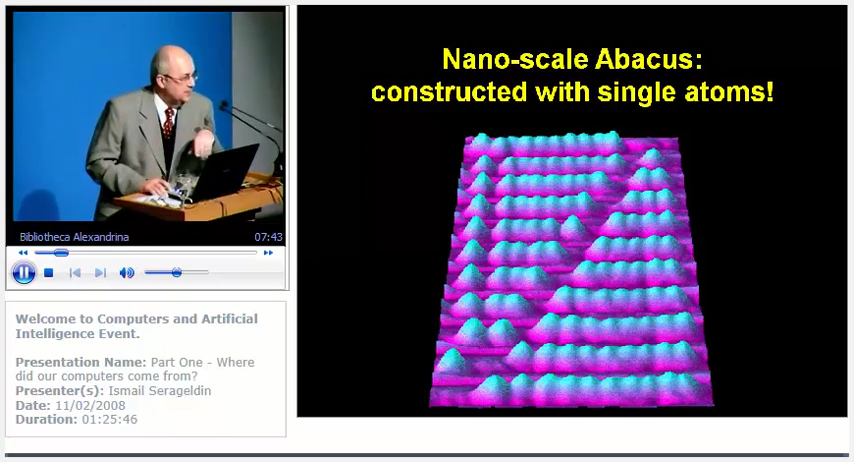 Nano-scale Abacus:
constructed with single atoms!
Bibliotheca Alexandrina 07:43
Welcome to Computers and Artificial
Intelligence Event.
Presentation Name: Part One - Where
did our computers come from?
Presenter(s): Ismail Serageldin
Date: 11/02/2008
Duration: 01:25:46